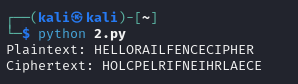 ┌──(kali㉿kali)-[~]
└─$ python 2.py
Plaintext: HELLORAILFENCECIPHER
Ciphertext: HOLCPELRIFNEIHRLAECE